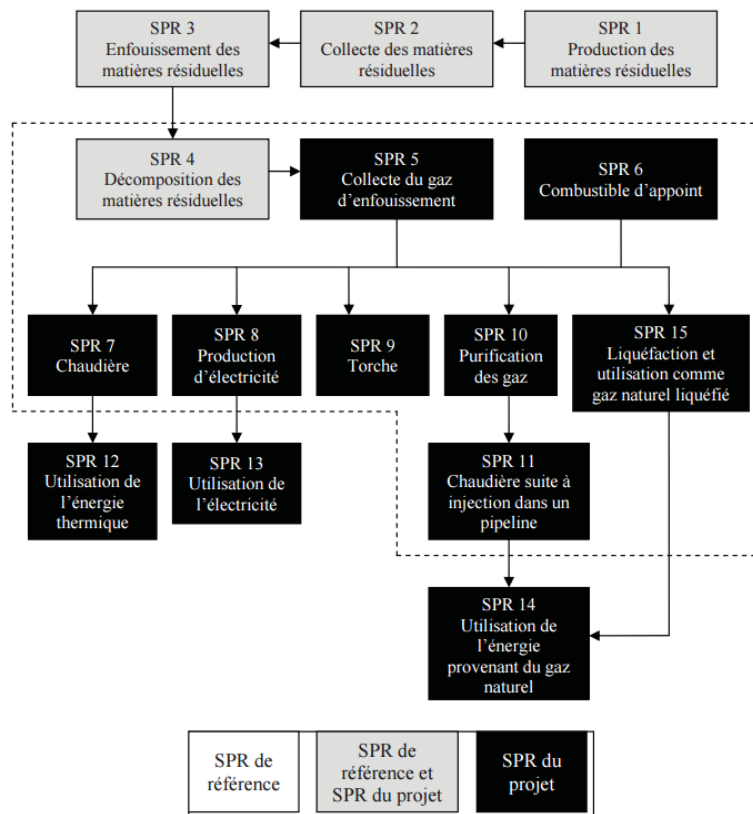 SPR 3
Enfouissement des
matières résiduelles
SPR 2
Collecte des matières
résiduelles
SPR 1
Production des
matières résiduelles
SPR 4
Décomposition des
matières résiduelles
SPR 5
Collecte du gaz
d'enfouissement
SPR 6
Combustible d'appoint
SPR 7
Chaudière
SPR 8
Production
d'électricité
SPR 9
Torche
SPR 10
Purification
des gaz
SPR 15
Liquéfaction et
utilisation comme
gaz naturel liquéfié
SPR 12
Utilisation de
l'énergie
thermique
SPR 13
Utilisation de
l'électricité
SPR 11
Chaudière suite à
injection dans un
pipeline
SPR 14
Utilisation de
l'énergie
provenant du gaz
naturel
SPR de
référence
SPR de
référence et
SPR du projet
SPR du
projet